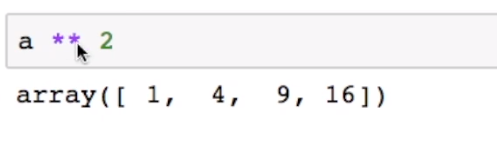 a ** 2
array([ 1,  4,  9, 16])